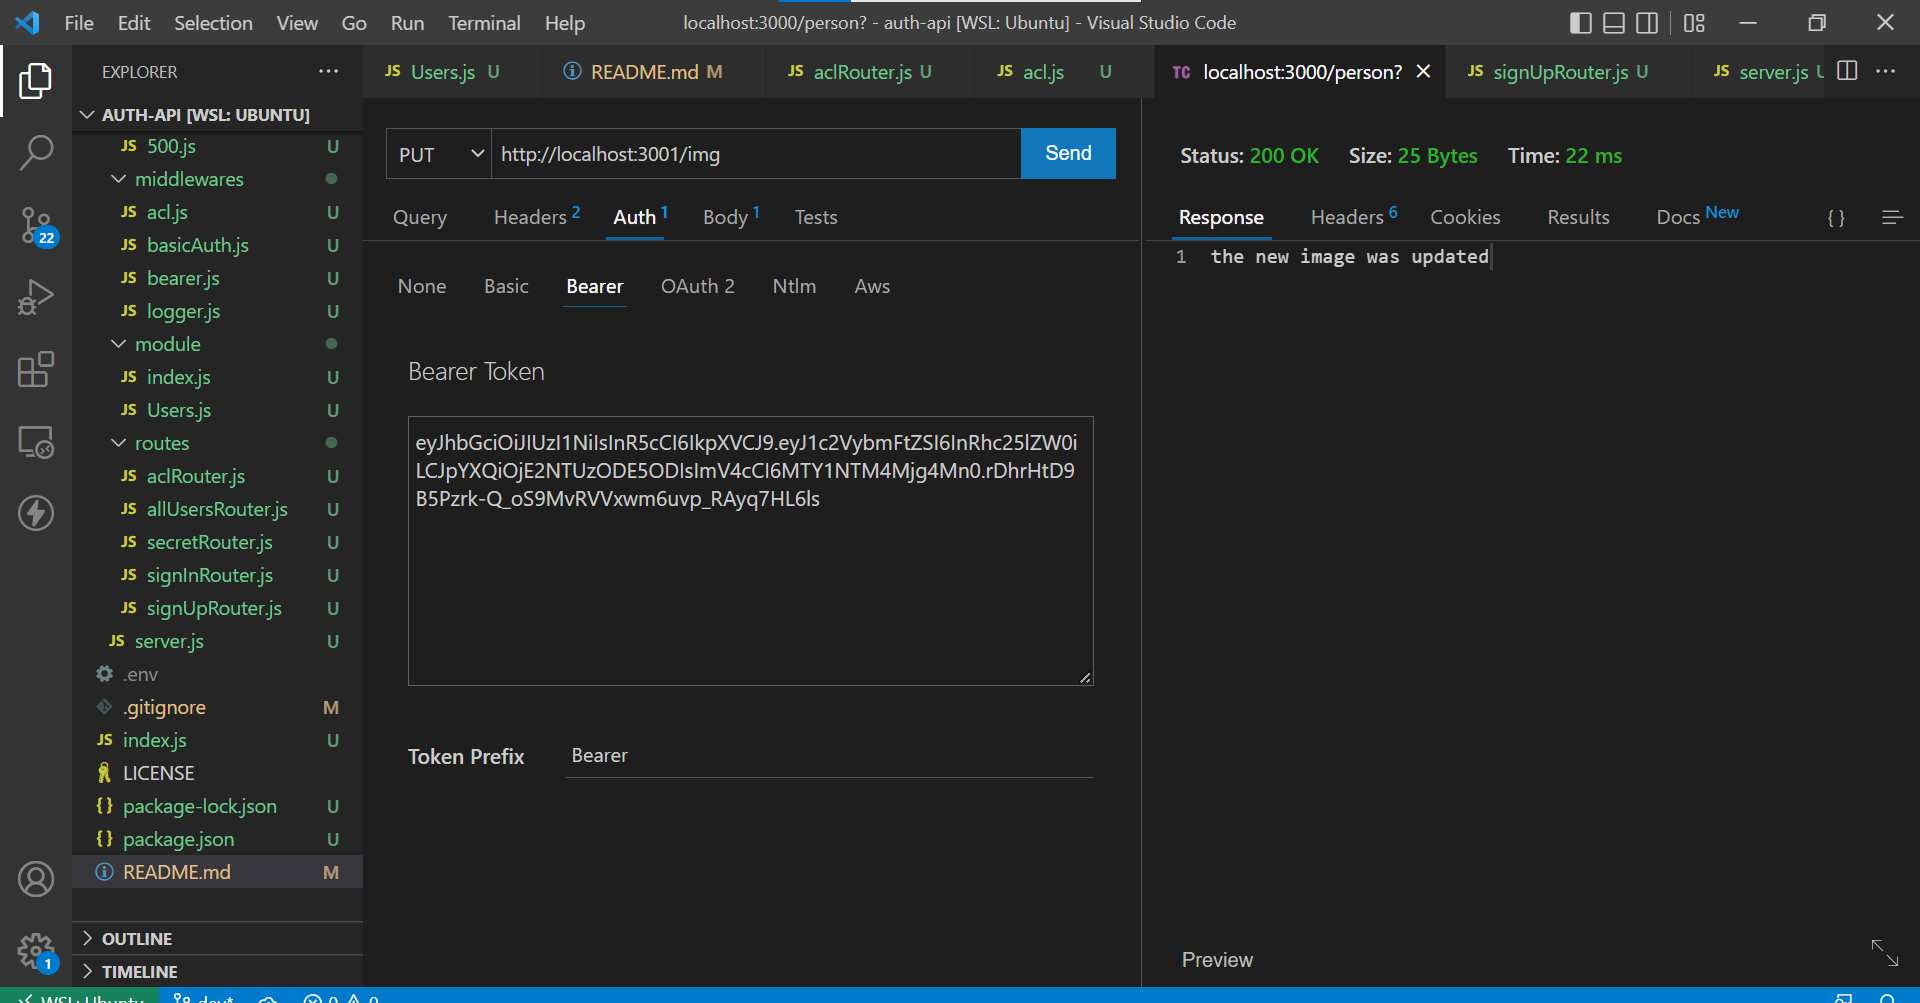 File Edit Selection View Go Run Terminal Help
localhost:3000/person? - auth-api [WSL: Ubuntu] - Visual Studio Code
EXPLORER
AUTH-API [WSL: UBUNTU]
JS 500.js U
middlewares
JS acl.js U
JS basicAuth.js U
JS bearer.js U
JS logger.js U
module
JS index.js U
JS Users.js U
routes
JS aclRouter.js U
JS allUsersRouter.js U
JS secretRouter.js U
JS signInRouter.js U
JS signUpRouter.js U
JS server.js U
.env
.gitignore M
JS index.js U
LICENSE
{} package-lock.json U
{} package.json U
README.md M
OUTLINE
TIMELINE
22
1
JS Users.js U
README.md M
JS aclRouter.js U
JS acl.js U
TC localhost:3000/person?
JS signUpRouter.js U
JS server.js U
PUT http://localhost:3001/img Send
Query Headers 2 Auth 1 Body 1 Tests
None Basic Bearer OAuth 2 Ntlm Aws
Bearer Token
eyJhbGciOiJIUzI1NiIsInR5cCI6IkpXVCJ9.eyJ1c2VybmFtZSI6InRhc25lZW0i
LCJpYXQiOjE2NTUzODE5ODIsImV4cCI6MTY1NTM4Mjg4Mn0.rDhrHtD9
B5Pzrk-Q_oS9MvRVVxwm6uvp_RAyq7HL6ls
Token Prefix Bearer
Status: 200 OK Size: 25 Bytes Time: 22 ms
Response Headers 6 Cookies Results Docs New { }
1 the new image was updated
Preview
WSL: Ubuntu dev* 0 0